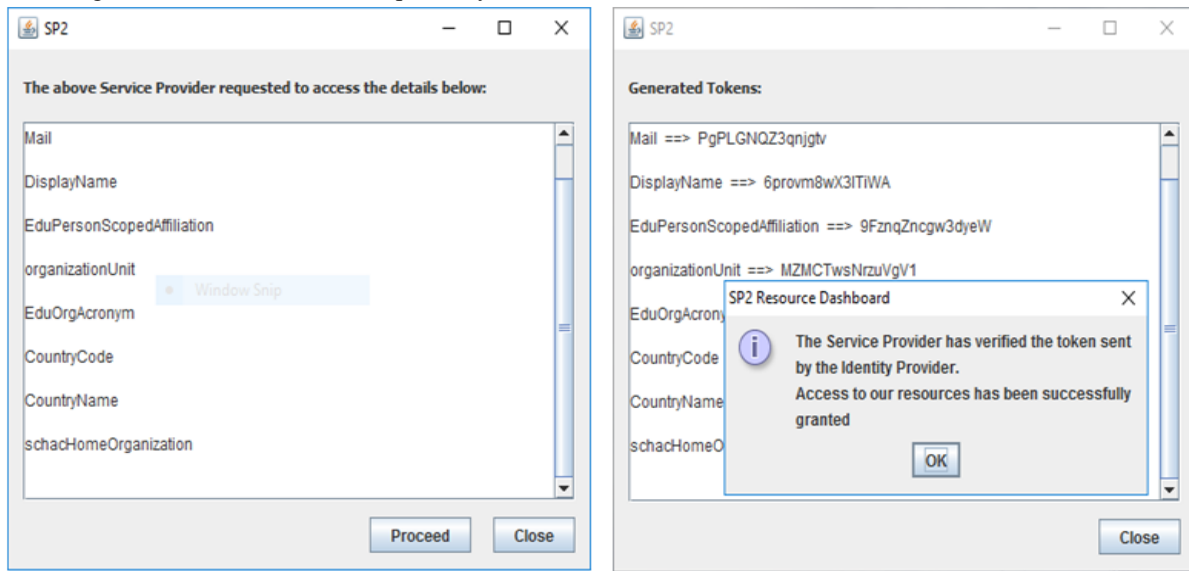 SP2
The above Service Provider requested to access the details below:
Mail
DisplayName
EduPersonScopedAffiliation
organizationUnit
Window Snip
EduOrgAcronym
CountryCode
CountryName
schacHomeOrganization
Proceed
Close
SP2
Generated Tokens:
Mail ==> PgPLGNQZ3qnjgtv
DisplayName ==> 6provm8wX3ITiWA
EduPersonScopedAffiliation ==> 9FznqZncgw3dyeW
organizationUnit ==> MZMCTwsNrzuVgV1
EduOrgAcrony
CountryCode
CountryName
schacHomeO
SP2 Resource Dashboard
The Service Provider has verified the token sent
by the Identity Provider.
Access to our resources has been successfully
granted
OK
Close